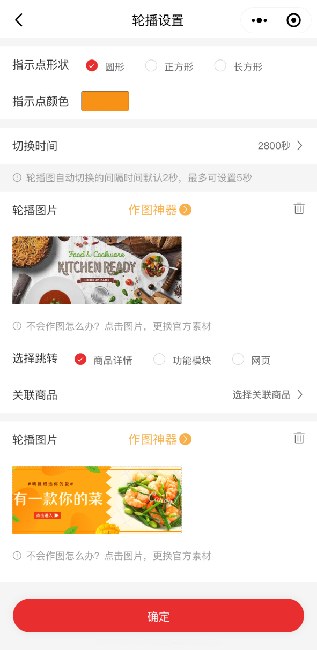 轮播设置
指示点形状
圆形
正方形
长方形
指示点颜色
切换时间
2800秒
轮播图自动切换的间隔时间默认2秒，最多可设置5秒
轮播图片
作图神器
Food & Cookware
KITCHEN READY
不会作图怎么办？点击图片，更换官方素材
选择跳转
商品详情
功能模块
网页
关联商品
选择关联商品
轮播图片
作图神器
有一款你的菜
不会作图怎么办？点击图片，更换官方素材
确定